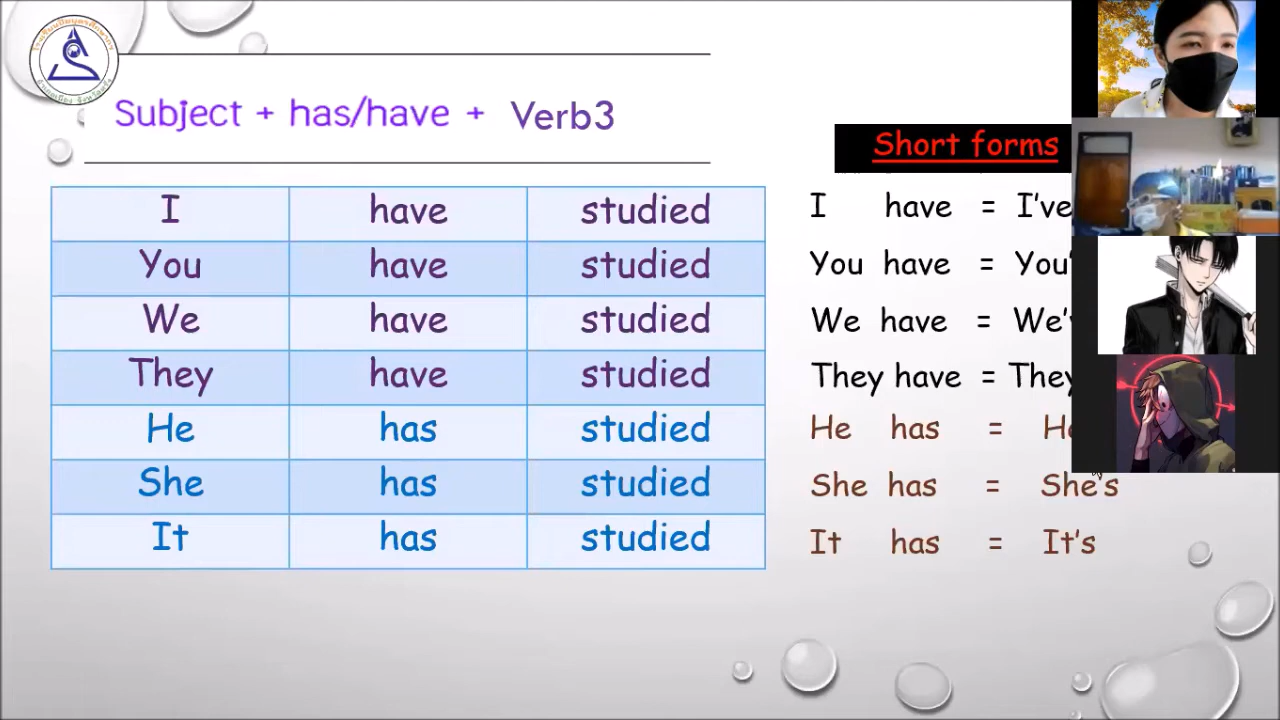 Subject + has/have + Verb3
Short forms
I have studied
You have studied
We have studied
They have studied
He has studied
She has studied
It has studied
I have = I've
You have =
We have =
They have =
He has =
She has = She's
It has = It's